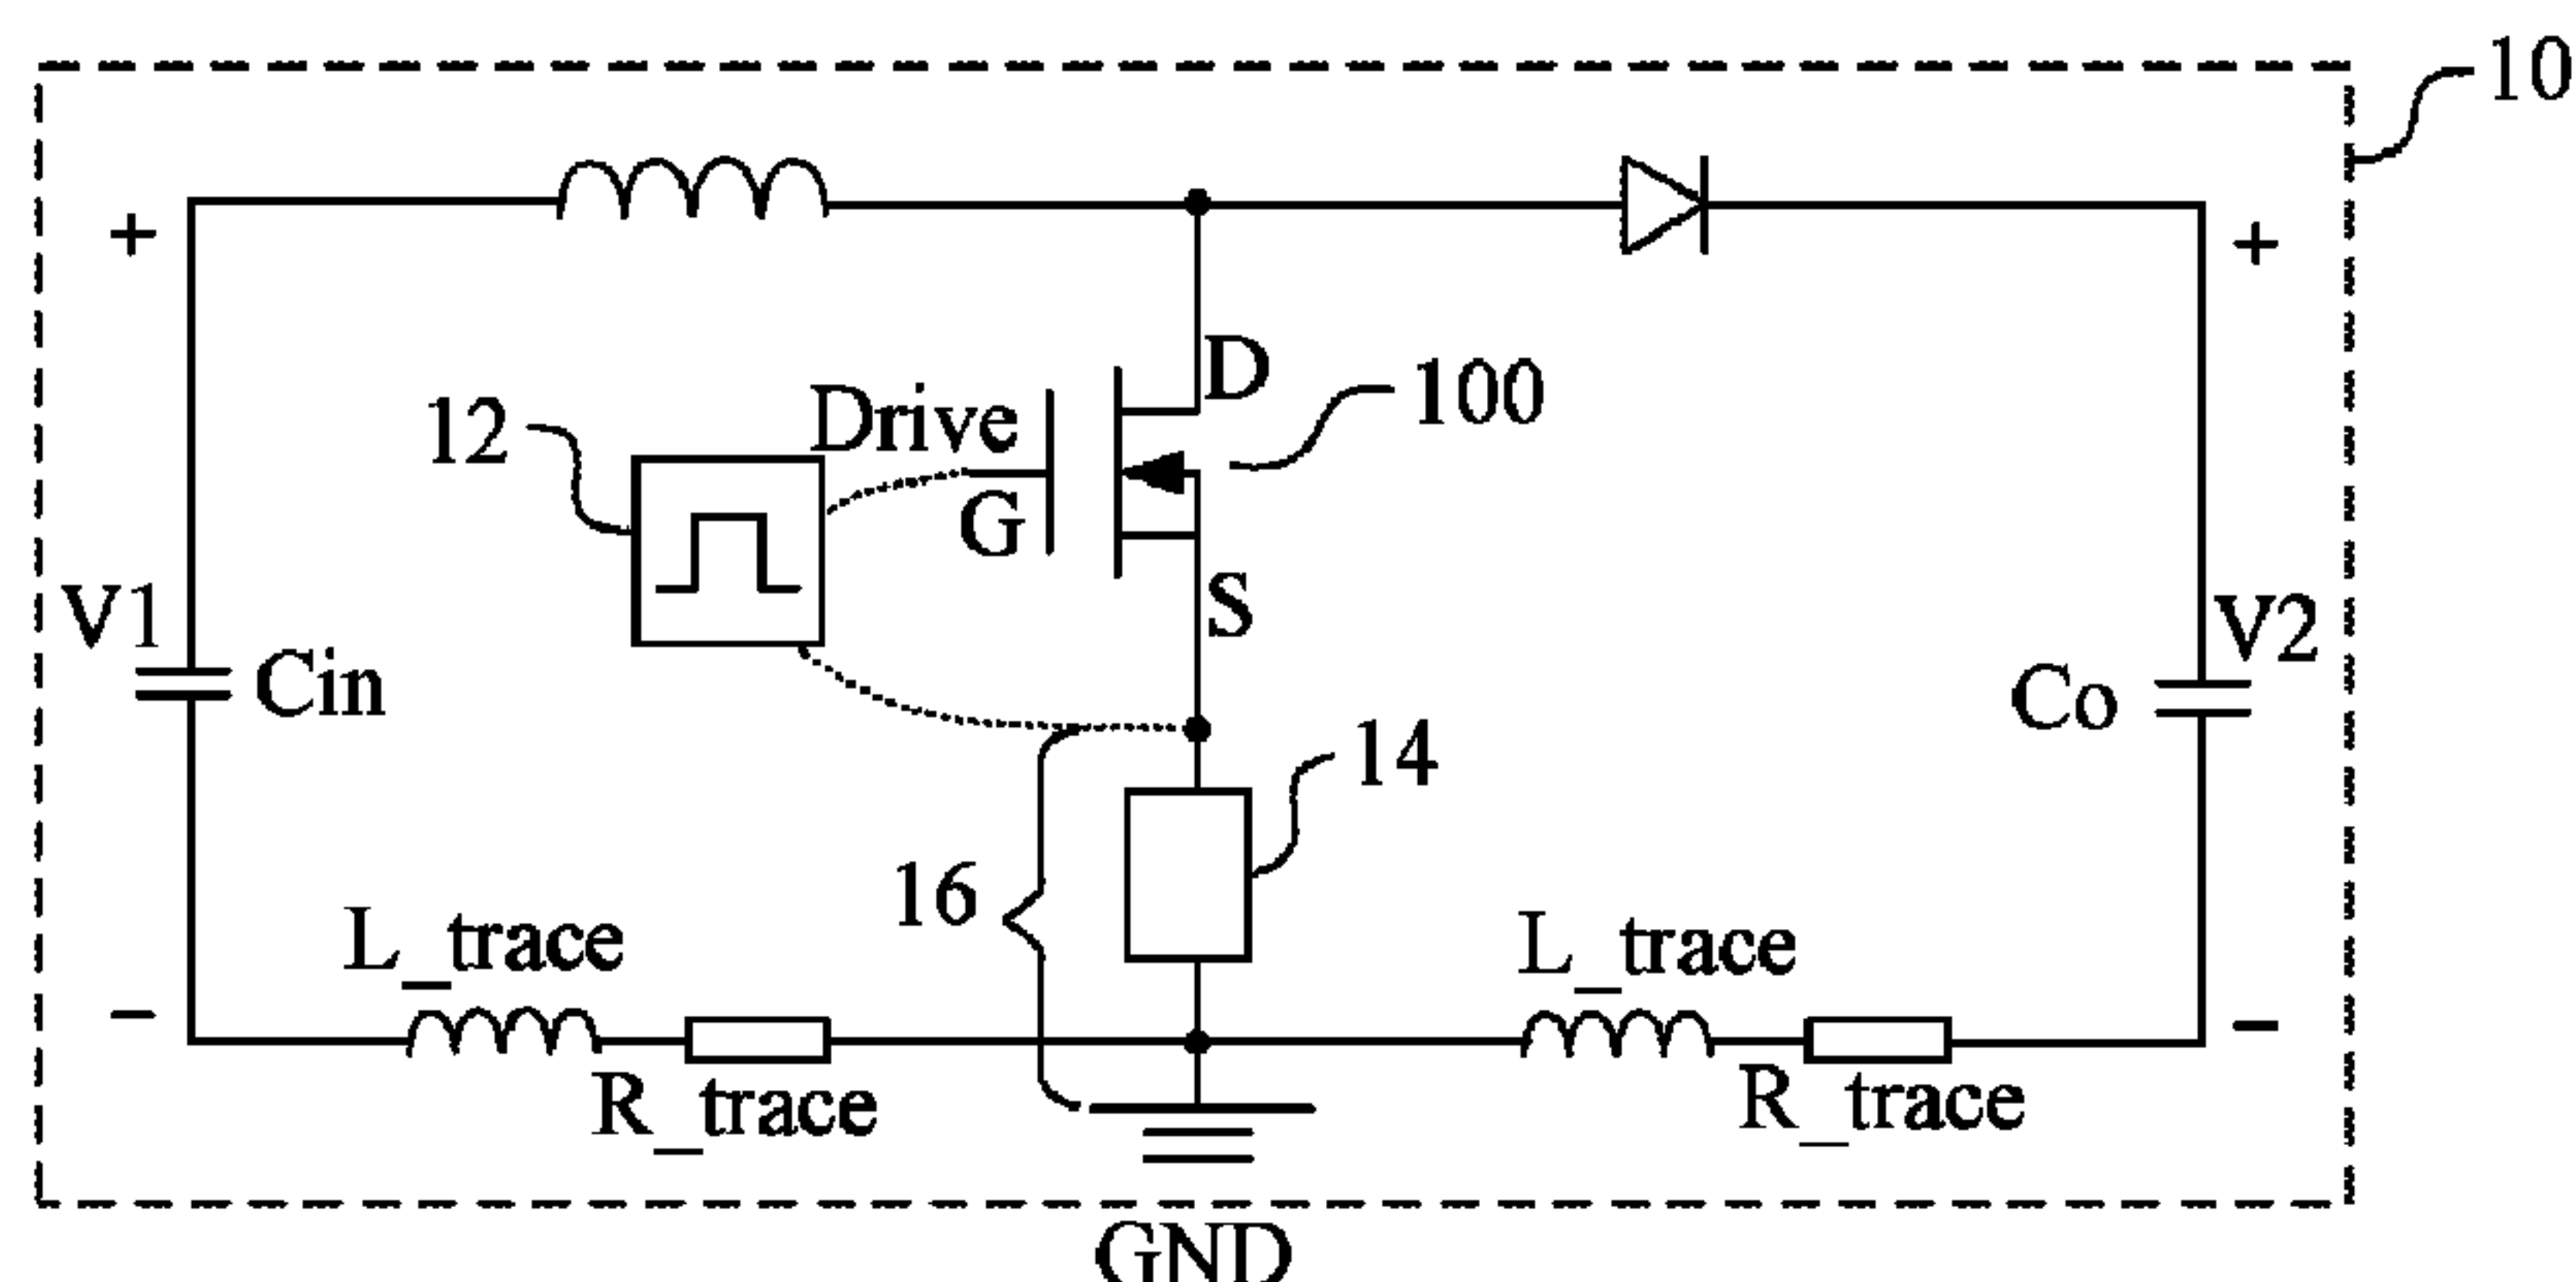 10
+
+
D
100
12
Drive
G
S
V1
V2
Cin
Co
14
16
L_trace
L_trace
−
−
R_trace
R_trace
GND